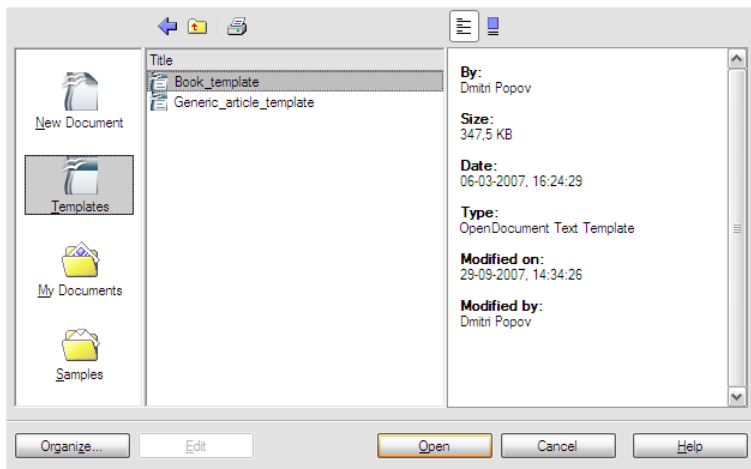 New Document
Templates
My Documents
Samples
Title
Book_template
Generic_article_template
By:
Dmitri Popov
Size:
347,5 KB
Date:
06-03-2007, 16:24:29
Type:
OpenDocument Text Template
Modified on:
29-09-2007, 14:34:26
Modified by:
Dmitri Popov
Organize...
Edit
Open
Cancel
Help